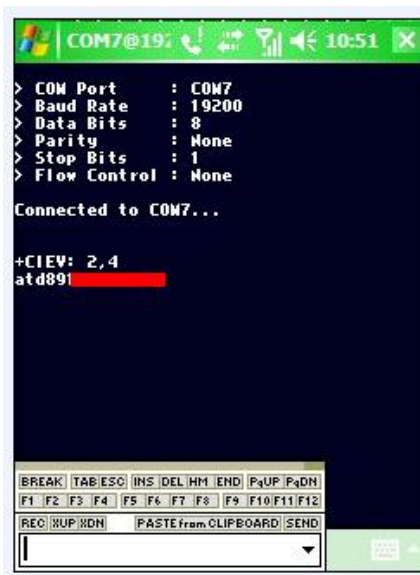 COM7@19: 10:51
> COM Port : COM7
> Baud Rate : 19200
> Data Bits : 8
> Parity : None
> Stop Bits : 1
> Flow Control : None
Connected to COM7...
+CIEV: 2,4
atd891
BREAK TAB ESC INS DEL HM END PgUP PgDN
F1 F2 F3 F4 F5 F6 F7 F8 F9 F10 F11 F12
REC XUP XDN PASTE from CLIPBOARD SEND